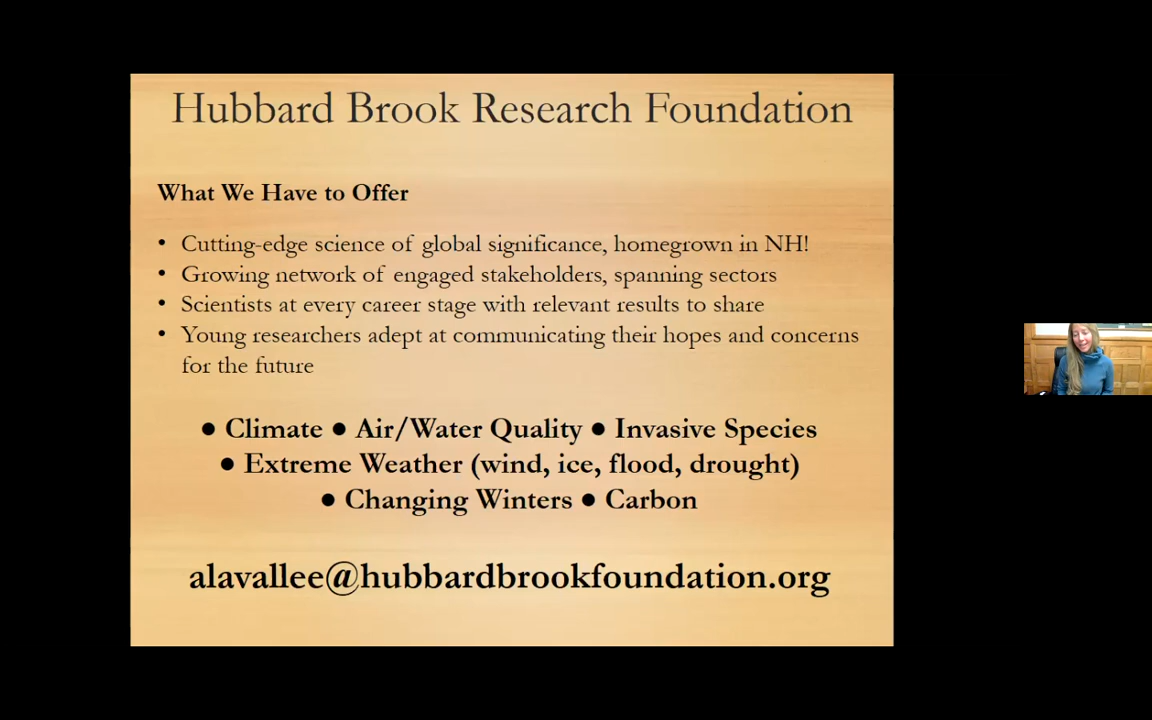 Hubbard Brook Research Foundation
What We Have to Offer
• Cutting-edge science of global significance, homegrown in NH!
• Growing network of engaged stakeholders, spanning sectors
• Scientists at every career stage with relevant results to share
• Young researchers adept at communicating their hopes and concerns
for the future
● Climate ● Air/Water Quality ● Invasive Species
● Extreme Weather (wind, ice, flood, drought)
● Changing Winters ● Carbon
alavallee@hubbardbrookfoundation.org